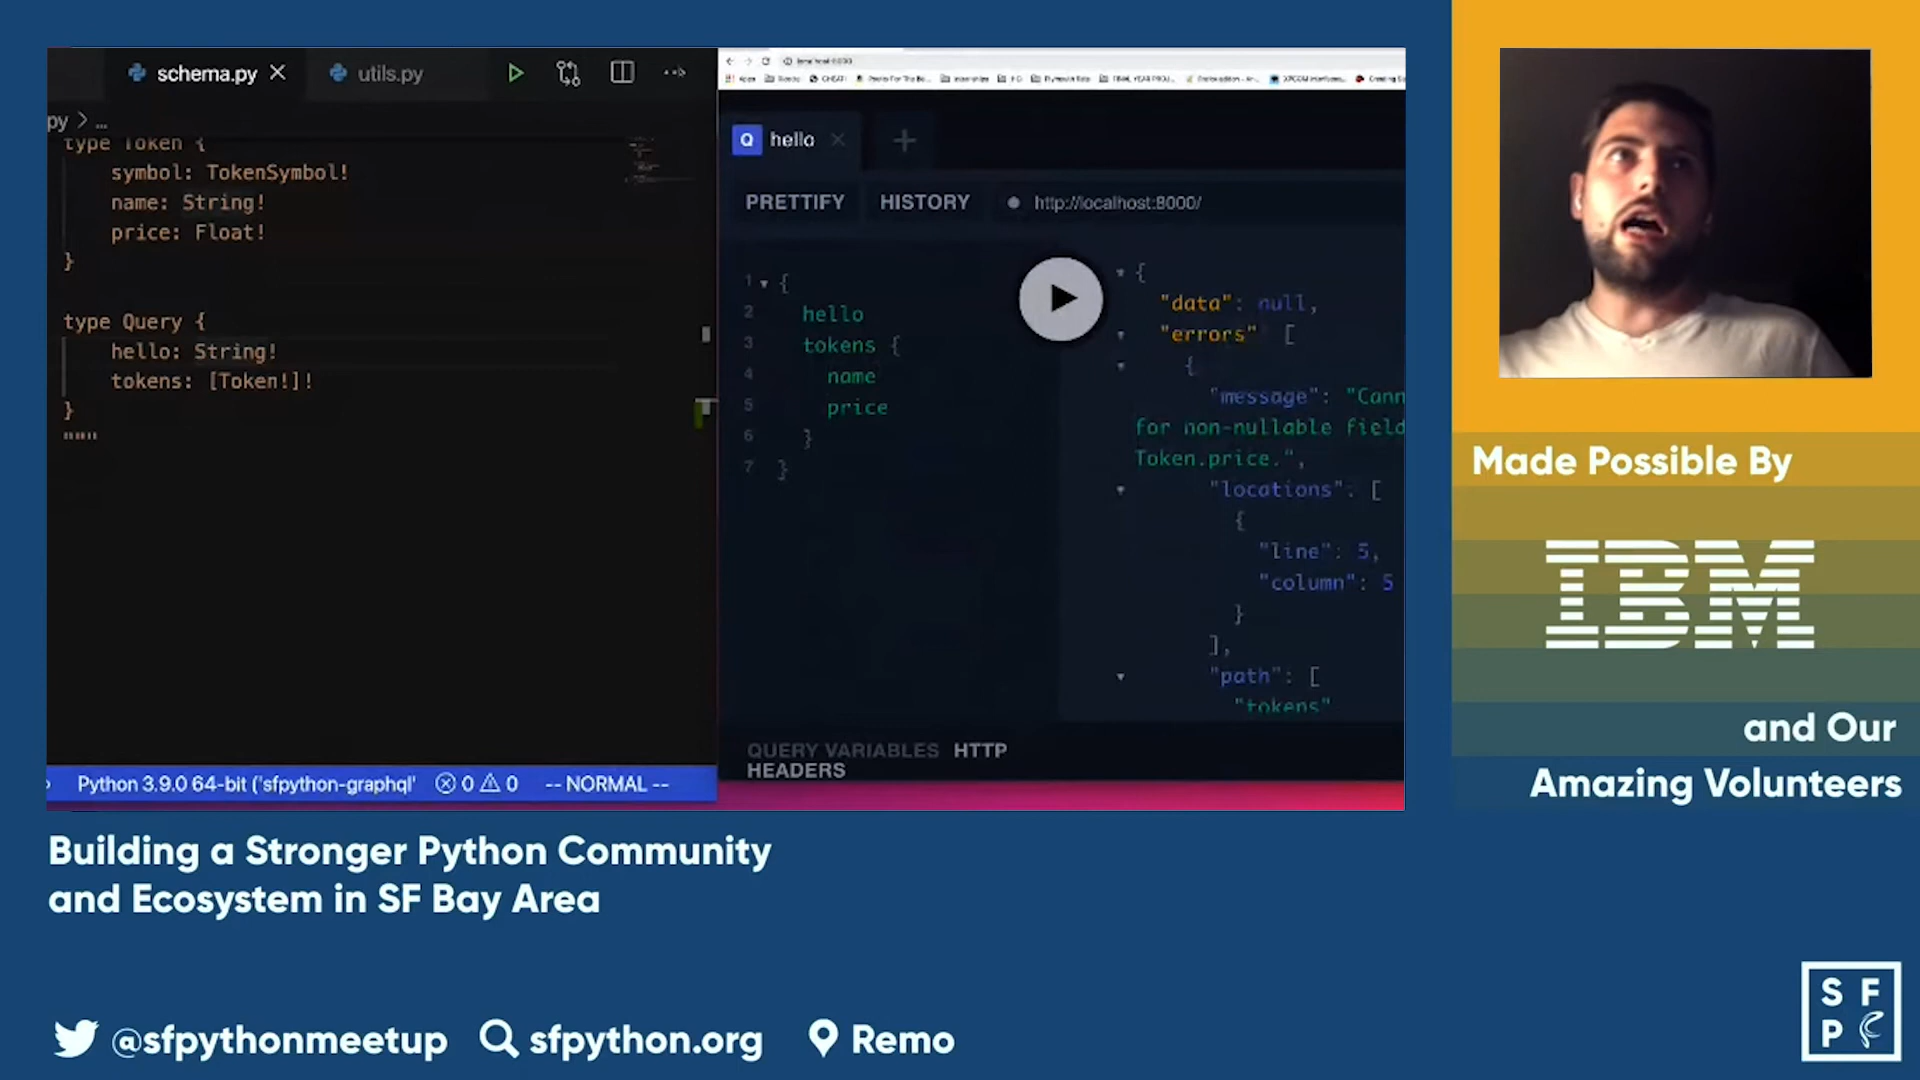 schema.py
utils.py
py > ...
type Token {
symbol: TokenSymbol!
name: String!
price: Float!
}
type Query {
hello: String!
tokens: [Token!]!
}
"""
Python 3.9.0 64-bit ('sfpython-graphql'
0 0
-- NORMAL --
localhost:8000
Apps
Q hello
PRETTIFY
HISTORY
http://localhost:8000/
1 {
2 hello
3 tokens {
4 name
5 price
6 }
7 }
{
"data": null,
"errors" [
{
"message": "Cann
for non-nullable field
Token.price.",
"locations": [
{
"line": 5,
"column": 5
}
],
"path": [
"tokens"
QUERY VARIABLES HTTP
HEADERS
Made Possible By
IBM
and Our
Amazing Volunteers
Building a Stronger Python Community
and Ecosystem in SF Bay Area
@sfpythonmeetup
sfpython.org
Remo
S F
P